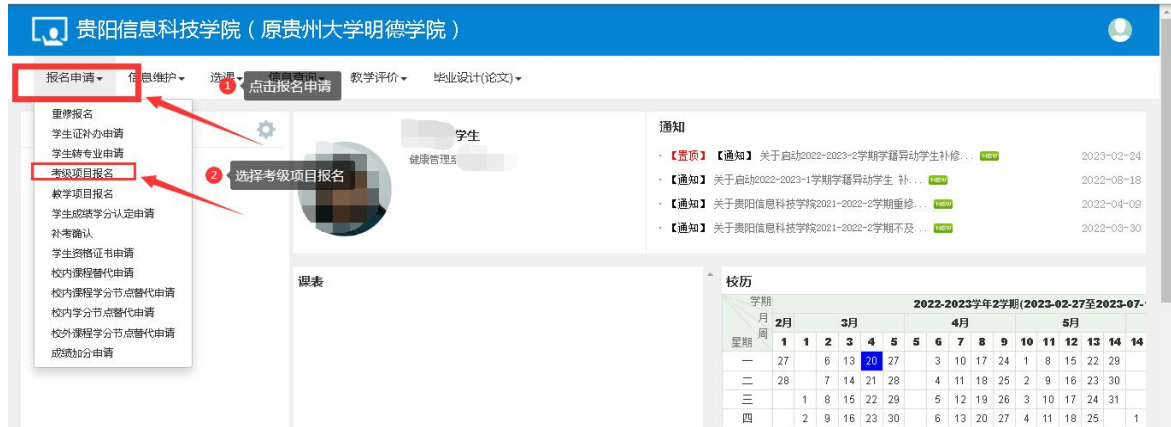 贵阳信息科技学院（原贵州大学明德学院）
报名申请 信息维护 选课 信息查询 教学评价 毕业设计(论文)
1 点击报名申请
重修报名
学生证补办申请
学生转专业申请
考级项目报名
教学项目报名
学生成绩学分认定申请
补考确认
学生资格证书申请
校内课程替代申请
校内课程学分节点替代申请
校内学分节点替代申请
校外课程学分节点替代申请
成绩加分申请
2 选择考级项目报名
学生
健康管理系
通知
【置顶】【通知】关于启动2022-2023-2学期学籍异动学生补修... NEW 2023-02-24
【通知】关于启动2022-2023-1学期学籍异动学生 补... NEW 2022-08-18
【通知】关于贵阳信息科技学院2021-2022-2学期重修... NEW 2022-04-09
【通知】关于贵阳信息科技学院2021-2022-2学期不及... NEW 2022-03-30
课表
校历
学期 2022-2023学年2学期(2023-02-27至2023-07-
月 2月 3月 4月 5月
周
星期 1 1 2 3 4 5 5 6 7 8 9 10 11 12 13 14 14
一 27 6 13 20 27 3 10 17 24 1 8 15 22 29
二 28 7 14 21 28 4 11 18 25 2 9 16 23 30
三 1 8 15 22 29 5 12 19 26 3 10 17 24 31
四 2 9 16 23 30 6 13 20 27 4 11 18 25 1